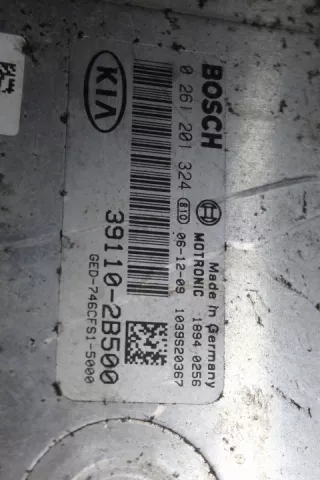 BOSCH
0 261 201 324 810
Made in Germany
06-12-09
MOTRONIC
1894 0256
1039S20367
KIA
39110-2B500
GED-746CFS1-5000